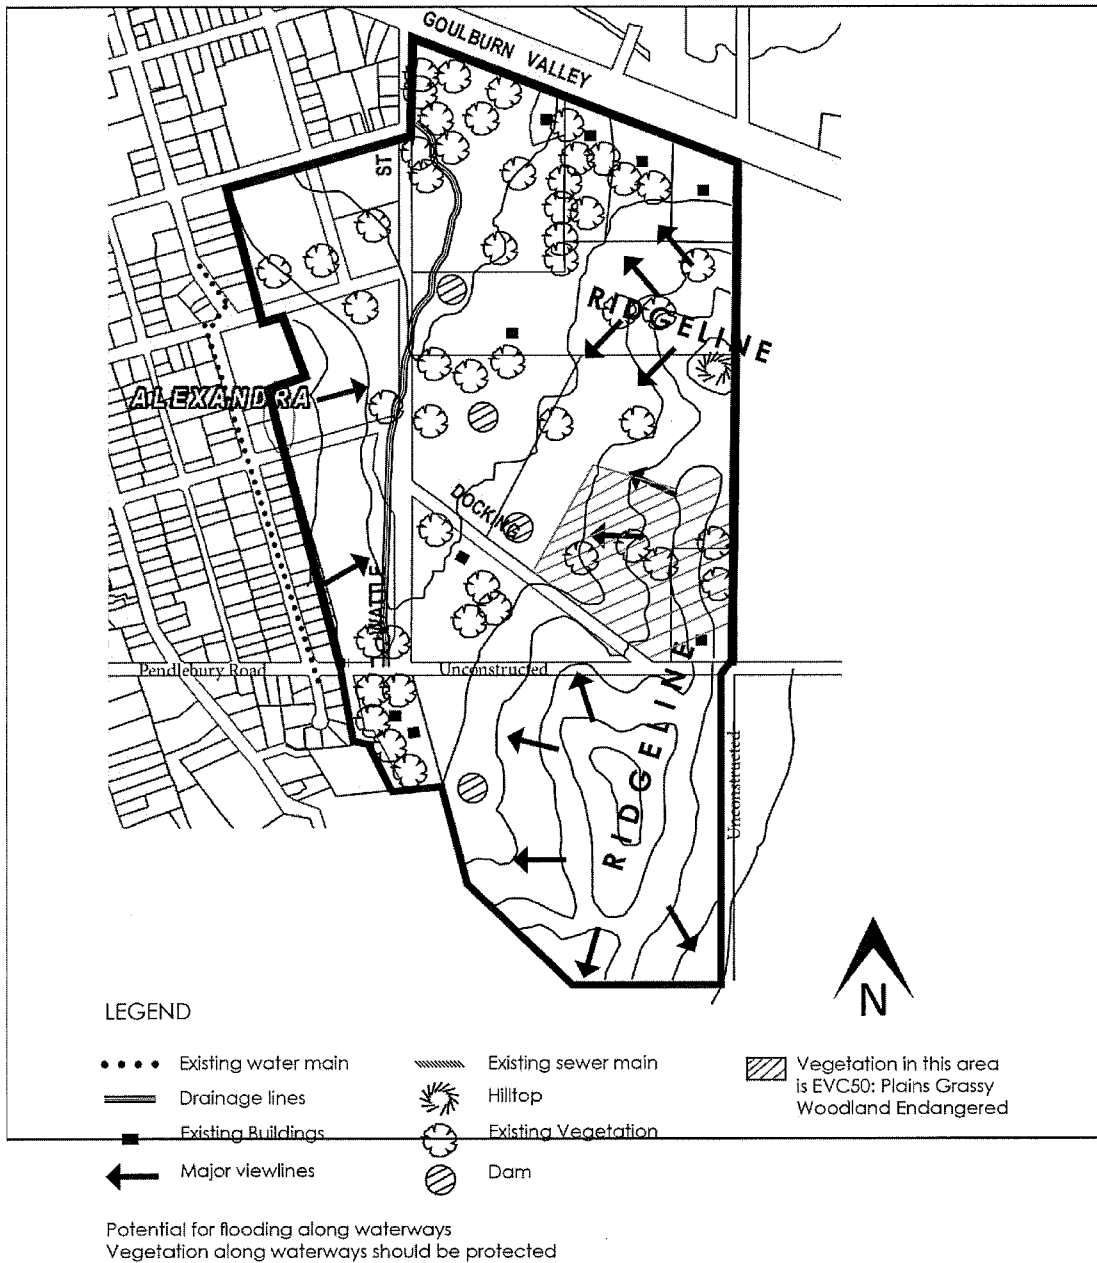 GOULBURN VALLEY
ST
RIDGELINE
ALEXANDRA
DOCKING
WATTLE
Pendlebury Road
Unconstructed
RIDGELINE
Unconstructed
N
LEGEND
Existing water main
Existing sewer main
Vegetation in this area
is EVC50: Plains Grassy
Woodland Endangered
Drainage lines
Hilltop
Existing Buildings
Existing Vegetation
Major viewlines
Dam
Potential for flooding along waterways
Vegetation along waterways should be protected